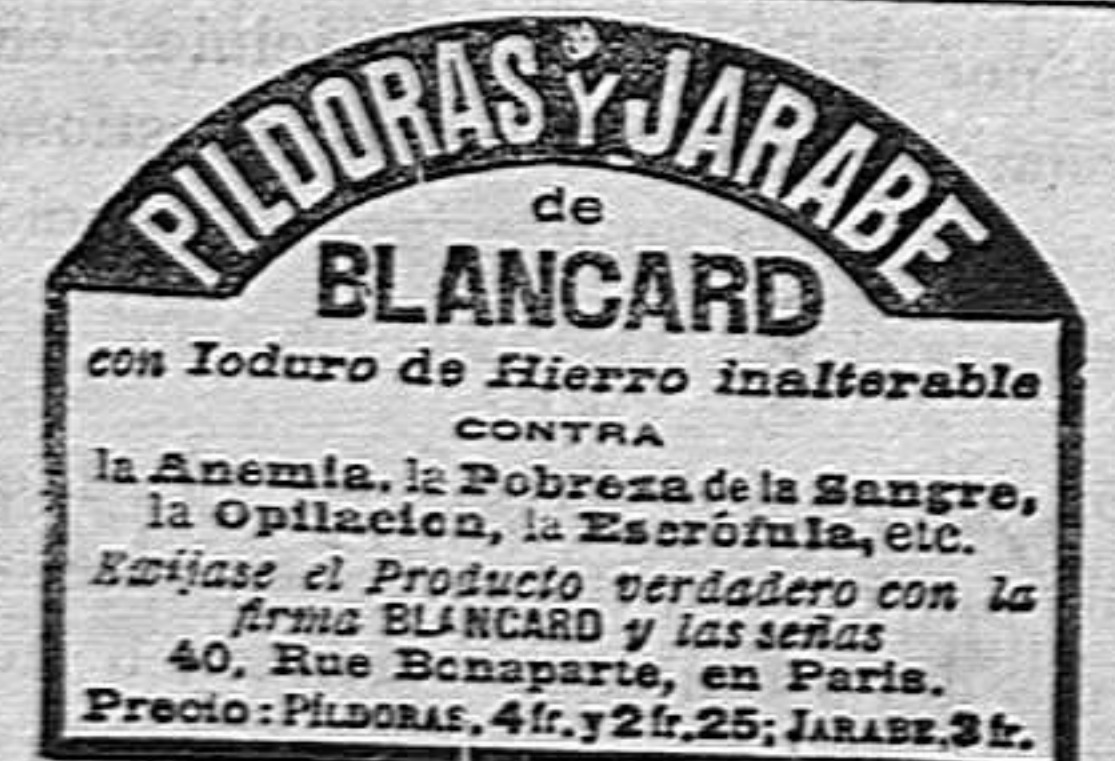 PILDORAS Y JARABE
de
BLANCARD
con Ioduro de Hierro inalterable
CONTRA
la Anemia, la Pobreza de la Sangre,
la Opilacion, la Escrófula, etc.
Exijase el Producto verdadero con la
firma BLANCARD y las señas
40, Rue Bonaparte, en Paris.
Precio: PÍLDORAS, 4 fr. y 2 fr. 25; JARABE, 3 fr.